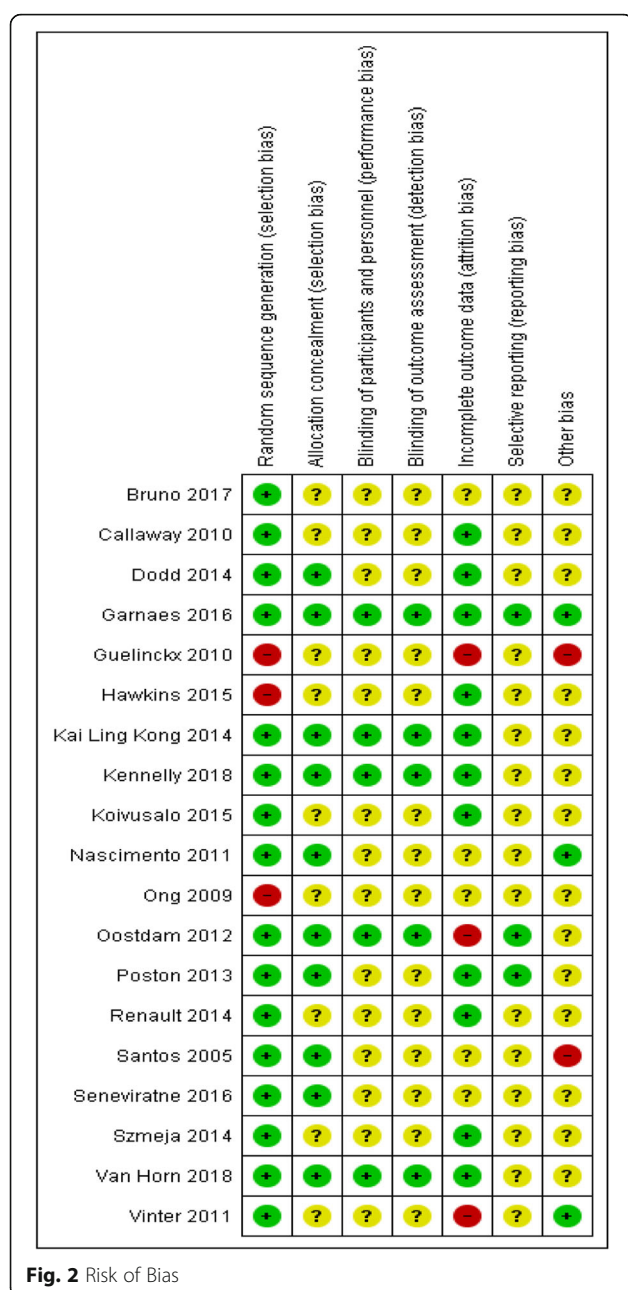 Random sequence generation (selection bias)
Allocation concealment (selection bias)
Blinding of participants and personnel (performance bias)
Blinding of outcome assessment (detection bias)
Incomplete outcome data (attrition bias)
Selective reporting (reporting bias)
Other bias
Bruno 2017 + ? ? ? ? ? ?
Callaway 2010 + ? ? ? + ? ?
Dodd 2014 + + ? ? + ? ?
Garnaes 2016 + + + + + + +
Guelinckx 2010 - ? ? ? - ? -
Hawkins 2015 - ? ? ? + ? ?
Kai Ling Kong 2014 + + + + + ? ?
Kennelly 2018 + + + + + ? ?
Koivusalo 2015 + ? ? ? + ? ?
Nascimento 2011 + + ? ? ? ? +
Ong 2009 - ? ? ? ? ? ?
Oostdam 2012 + + + + - + ?
Poston 2013 + + ? ? + + ?
Renault 2014 + ? ? ? + ? ?
Santos 2005 + + ? ? ? ? -
Seneviratne 2016 + + ? ? ? ? ?
Szmeja 2014 + ? ? ? + ? ?
Van Horn 2018 + + + + + ? ?
Vinter 2011 + ? ? ? - ? +
Fig. 2 Risk of Bias